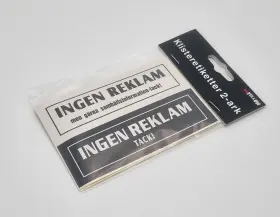 Klisteretiketter 2-ark
INGEN REKLAM
men gärna samhällsinformation-tack!
INGEN REKLAM
TACK!